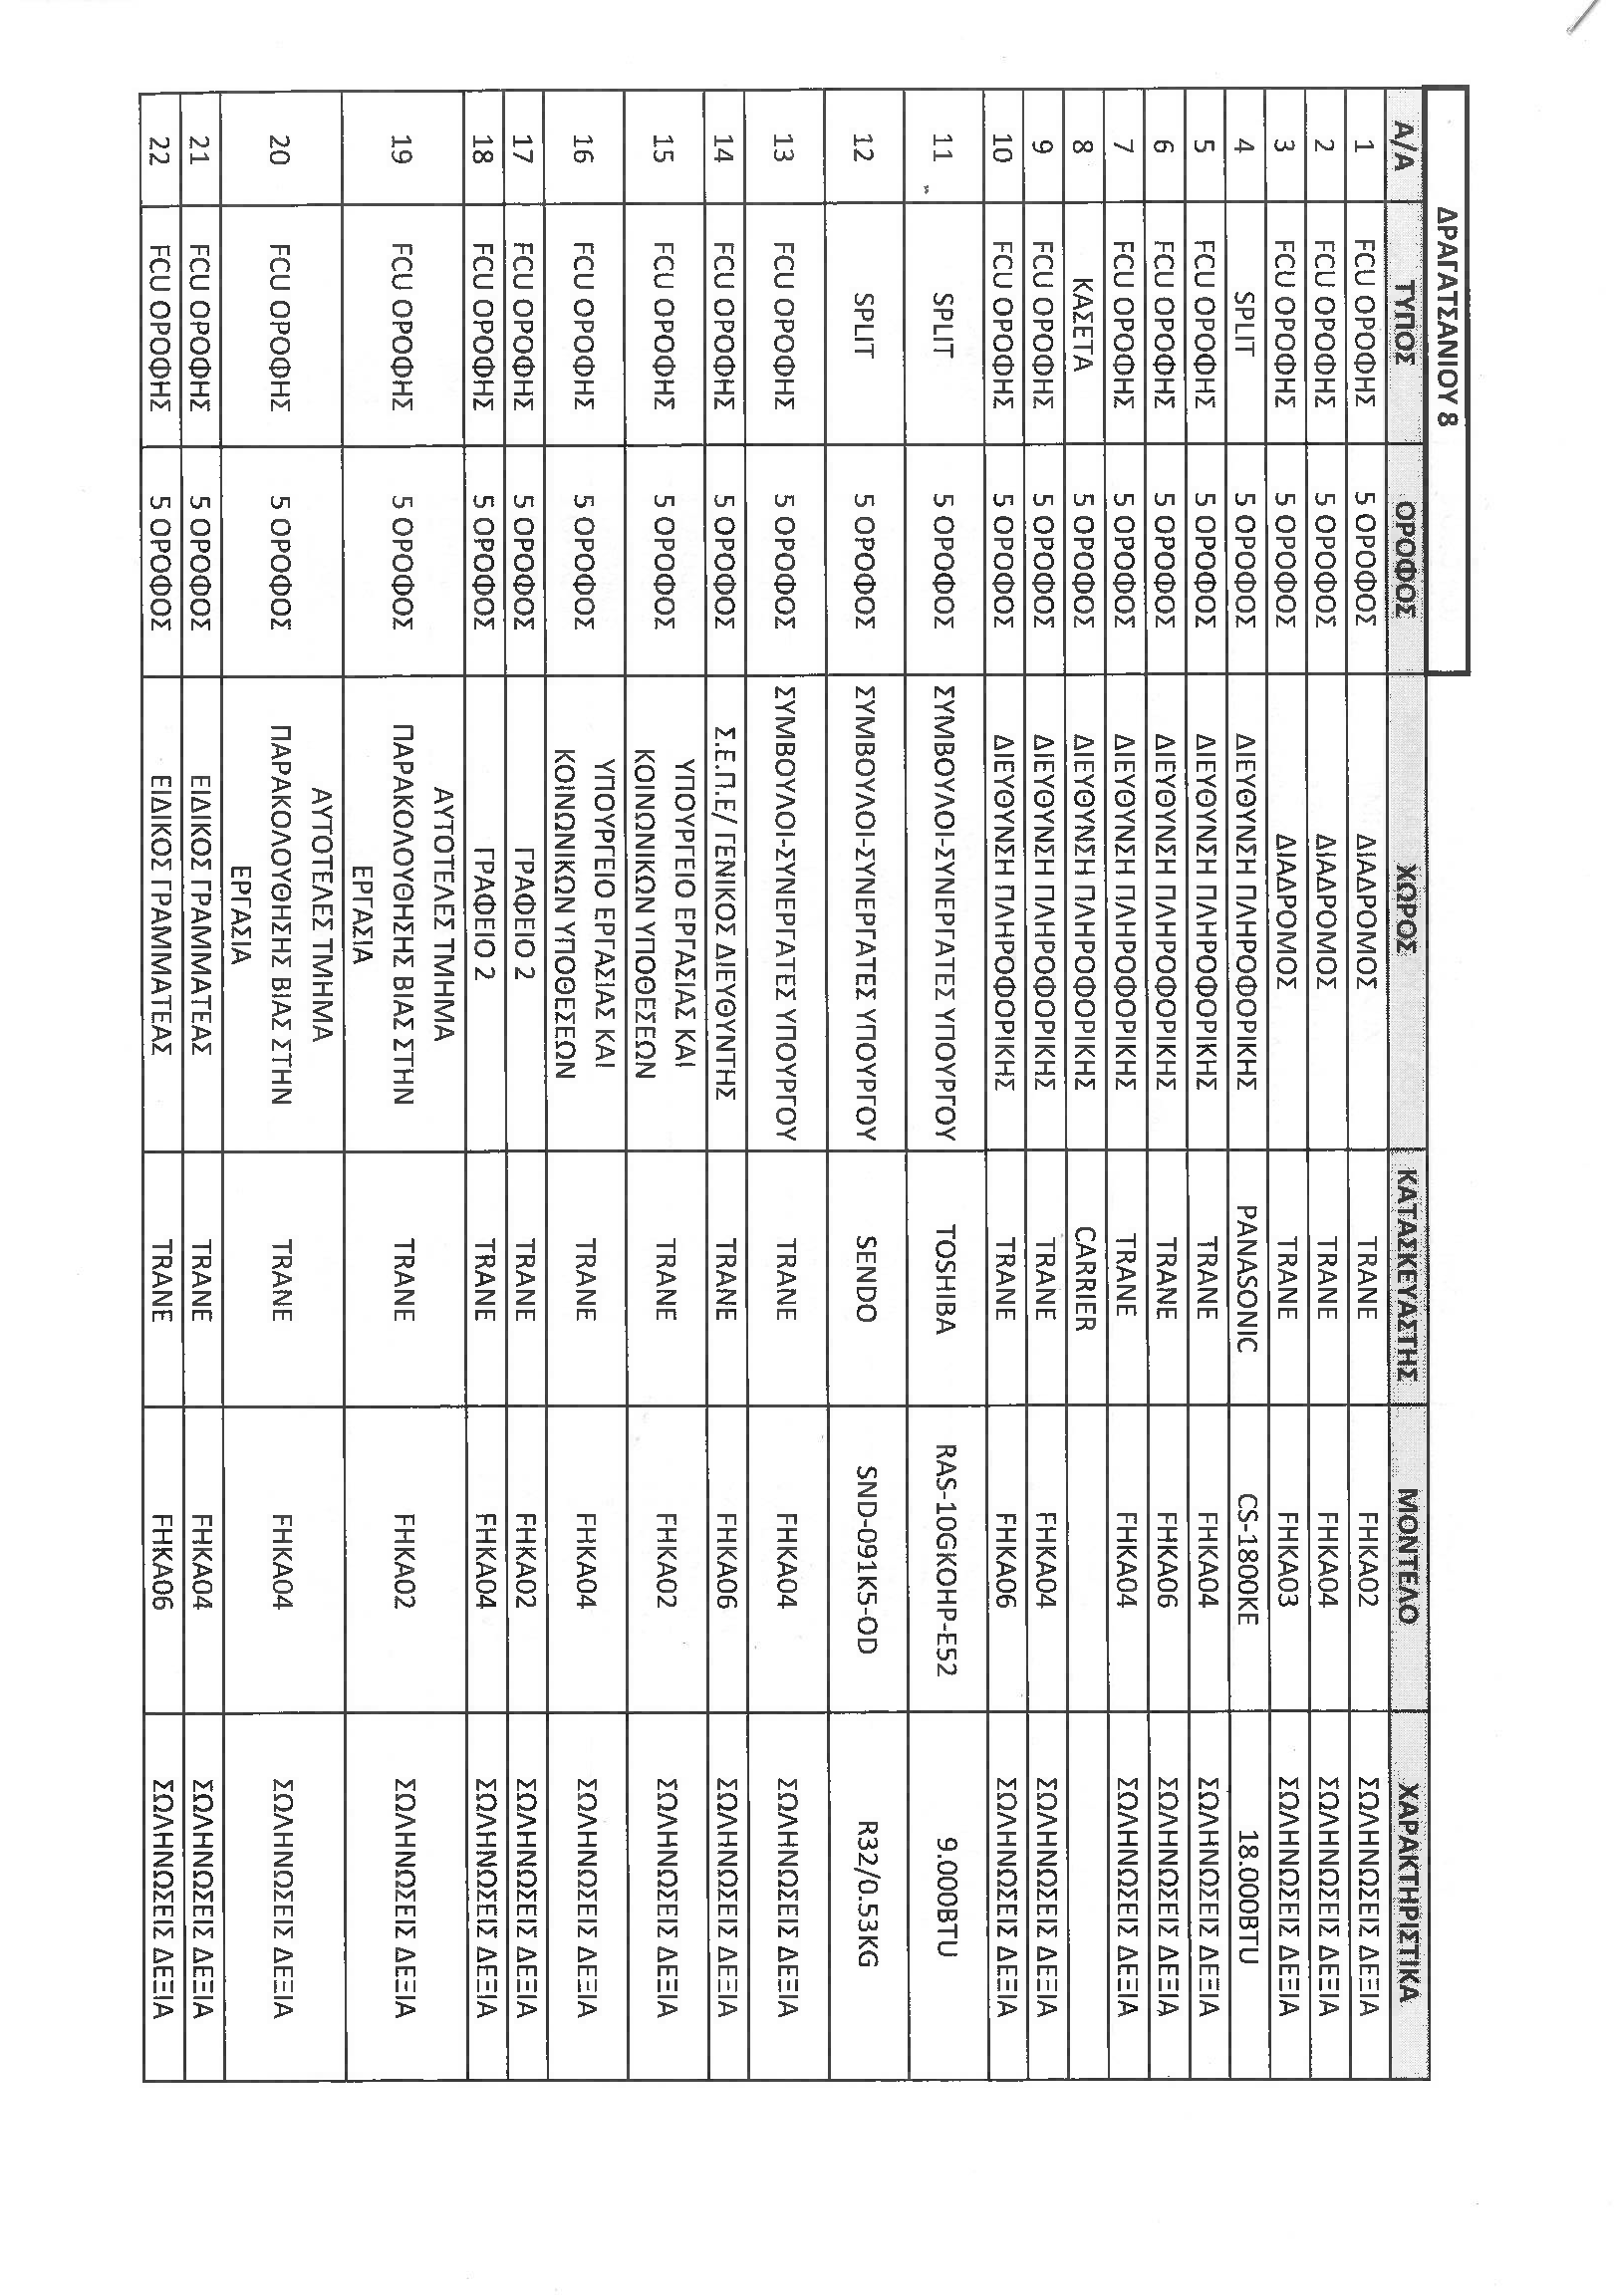 ΔΡΑΓΑΤΣΑΝΙΟΥ 8
Α/Α ΤΥΠΟΣ ΟΡΟΦΟΣ ΧΩΡΟΣ ΚΑΤΑΣΚΕΥΑΣΤΗΣ ΜΟΝΤΕΛΟ ΧΑΡΑΚΤΗΡΙΣΤΙΚΑ
1 FCU ΟΡΟΦΗΣ 5 ΟΡΟΦΟΣ ΔΙΑΔΡΟΜΟΣ TRANE FHKA02 ΣΩΛΗΝΩΣΕΙΣ ΔΕΞΙΑ
2 FCU ΟΡΟΦΗΣ 5 ΟΡΟΦΟΣ ΔΙΑΔΡΟΜΟΣ TRANE FHKA04 ΣΩΛΗΝΩΣΕΙΣ ΔΕΞΙΑ
3 FCU ΟΡΟΦΗΣ 5 ΟΡΟΦΟΣ ΔΙΑΔΡΟΜΟΣ TRANE FHKA03 ΣΩΛΗΝΩΣΕΙΣ ΔΕΞΙΑ
4 SPLIT 5 ΟΡΟΦΟΣ ΔΙΕΥΘΥΝΣΗ ΠΛΗΡΟΦΟΡΙΚΗΣ PANASONIC CS-1800KE 18.000BTU
5 FCU ΟΡΟΦΗΣ 5 ΟΡΟΦΟΣ ΔΙΕΥΘΥΝΣΗ ΠΛΗΡΟΦΟΡΙΚΗΣ TRANE FHKA04 ΣΩΛΗΝΩΣΕΙΣ ΔΕΞΙΑ
6 FCU ΟΡΟΦΗΣ 5 ΟΡΟΦΟΣ ΔΙΕΥΘΥΝΣΗ ΠΛΗΡΟΦΟΡΙΚΗΣ TRANE FHKA06 ΣΩΛΗΝΩΣΕΙΣ ΔΕΞΙΑ
7 FCU ΟΡΟΦΗΣ 5 ΟΡΟΦΟΣ ΔΙΕΥΘΥΝΣΗ ΠΛΗΡΟΦΟΡΙΚΗΣ TRANE FHKA04 ΣΩΛΗΝΩΣΕΙΣ ΔΕΞΙΑ
8 ΚΑΣΕΤΑ 5 ΟΡΟΦΟΣ ΔΙΕΥΘΥΝΣΗ ΠΛΗΡΟΦΟΡΙΚΗΣ CARRIER
9 FCU ΟΡΟΦΗΣ 5 ΟΡΟΦΟΣ ΔΙΕΥΘΥΝΣΗ ΠΛΗΡΟΦΟΡΙΚΗΣ TRANE FHKA04 ΣΩΛΗΝΩΣΕΙΣ ΔΕΞΙΑ
10 FCU ΟΡΟΦΗΣ 5 ΟΡΟΦΟΣ ΔΙΕΥΘΥΝΣΗ ΠΛΗΡΟΦΟΡΙΚΗΣ TRANE FHKA06 ΣΩΛΗΝΩΣΕΙΣ ΔΕΞΙΑ
11 SPLIT 5 ΟΡΟΦΟΣ ΣΥΜΒΟΥΛΟΙ-ΣΥΝΕΡΓΑΤΕΣ ΥΠΟΥΡΓΟΥ TOSHIBA RAS-10GKOHP-E52 9.000BTU
12 SPLIT 5 ΟΡΟΦΟΣ ΣΥΜΒΟΥΛΟΙ-ΣΥΝΕΡΓΑΤΕΣ ΥΠΟΥΡΓΟΥ SENDO SND-091K5-OD R32/0.53KG
13 FCU ΟΡΟΦΗΣ 5 ΟΡΟΦΟΣ ΣΥΜΒΟΥΛΟΙ-ΣΥΝΕΡΓΑΤΕΣ ΥΠΟΥΡΓΟΥ TRANE FHKA04 ΣΩΛΗΝΩΣΕΙΣ ΔΕΞΙΑ
14 FCU ΟΡΟΦΗΣ 5 ΟΡΟΦΟΣ Σ.Ε.Π.Ε/ ΓΕΝΙΚΟΣ ΔΙΕΥΘΥΝΤΗΣ TRANE FHKA06 ΣΩΛΗΝΩΣΕΙΣ ΔΕΞΙΑ
15 FCU ΟΡΟΦΗΣ 5 ΟΡΟΦΟΣ ΥΠΟΥΡΓΕΙΟ ΕΡΓΑΣΙΑΣ ΚΑΙ
ΚΟΙΝΩΝΙΚΩΝ ΥΠΟΘΕΣΕΩΝ TRANE FHKA02 ΣΩΛΗΝΩΣΕΙΣ ΔΕΞΙΑ
16 FCU ΟΡΟΦΗΣ 5 ΟΡΟΦΟΣ ΥΠΟΥΡΓΕΙΟ ΕΡΓΑΣΙΑΣ ΚΑΙ
ΚΟΙΝΩΝΙΚΩΝ ΥΠΟΘΕΣΕΩΝ TRANE FHKA04 ΣΩΛΗΝΩΣΕΙΣ ΔΕΞΙΑ
17 FCU ΟΡΟΦΗΣ 5 ΟΡΟΦΟΣ ΓΡΑΦΕΙΟ 2 TRANE FHKA02 ΣΩΛΗΝΩΣΕΙΣ ΔΕΞΙΑ
18 FCU ΟΡΟΦΗΣ 5 ΟΡΟΦΟΣ ΓΡΑΦΕΙΟ 2 TRANE FHKA04 ΣΩΛΗΝΩΣΕΙΣ ΔΕΞΙΑ
19 FCU ΟΡΟΦΗΣ 5 ΟΡΟΦΟΣ ΑΥΤΟΤΕΛΕΣ ΤΜΗΜΑ
ΠΑΡΑΚΟΛΟΥΘΗΣΗΣ ΒΙΑΣ ΣΤΗΝ
ΕΡΓΑΣΙΑ TRANE FHKA02 ΣΩΛΗΝΩΣΕΙΣ ΔΕΞΙΑ
20 FCU ΟΡΟΦΗΣ 5 ΟΡΟΦΟΣ ΑΥΤΟΤΕΛΕΣ ΤΜΗΜΑ
ΠΑΡΑΚΟΛΟΥΘΗΣΗΣ ΒΙΑΣ ΣΤΗΝ
ΕΡΓΑΣΙΑ TRANE FHKA04 ΣΩΛΗΝΩΣΕΙΣ ΔΕΞΙΑ
21 FCU ΟΡΟΦΗΣ 5 ΟΡΟΦΟΣ ΕΙΔΙΚΟΣ ΓΡΑΜΜΑΤΕΑΣ TRANE FHKA04 ΣΩΛΗΝΩΣΕΙΣ ΔΕΞΙΑ
22 FCU ΟΡΟΦΗΣ 5 ΟΡΟΦΟΣ ΕΙΔΙΚΟΣ ΓΡΑΜΜΑΤΕΑΣ TRANE FHKA06 ΣΩΛΗΝΩΣΕΙΣ ΔΕΞΙΑ